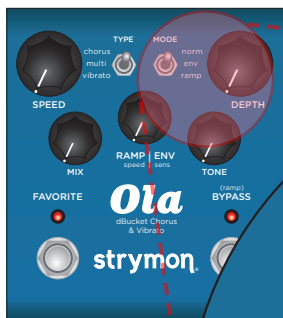 TYPE MODE
chorus norm
multi env
vibrato ramp
SPEED DEPTH
MIX RAMP | ENV TONE
speed sens
FAVORITE (ramp)
BYPASS
Ola
dBucket Chorus
& Vibrato
strymon®